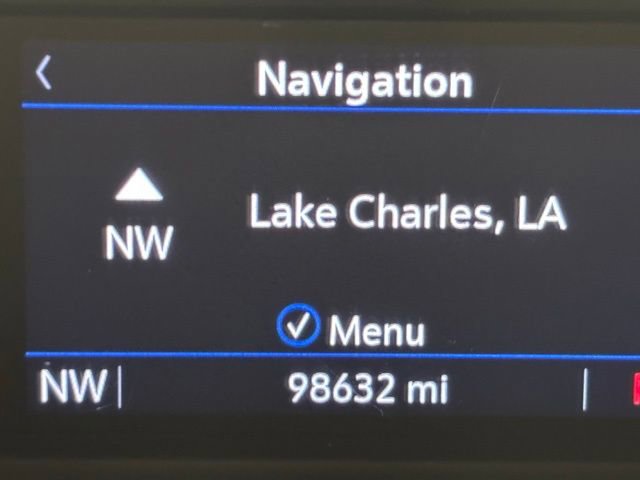 Navigation
NW
Lake Charles, LA
Menu
NW 98632 mi